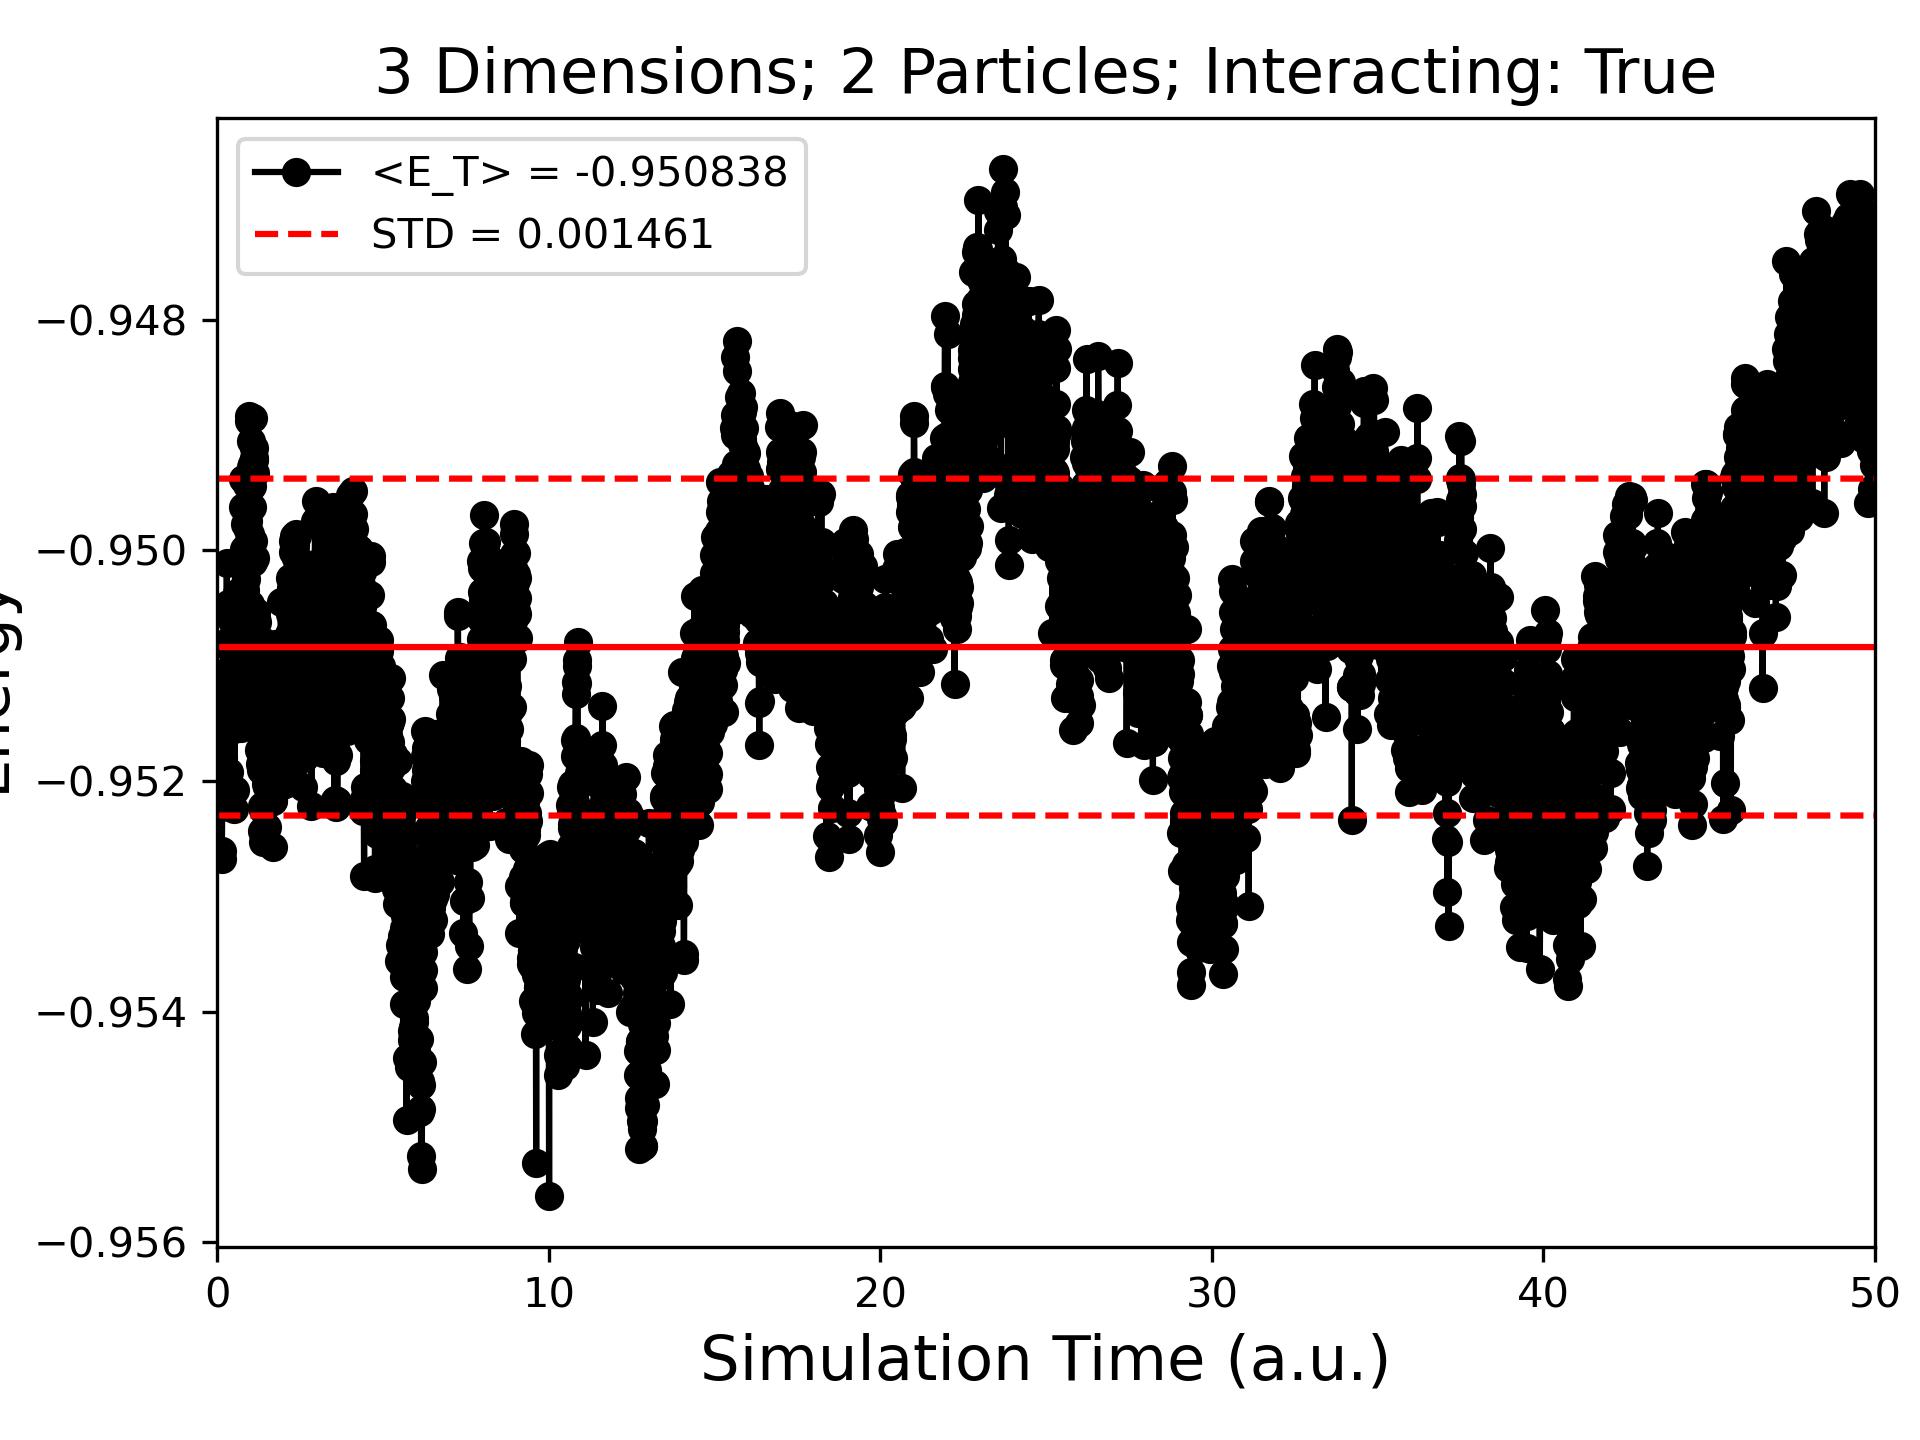 3 Dimensions; 2 Particles; Interacting: True
<E_T> = -0.950838
STD = 0.001461
−0.948
−0.950
−0.952
−0.954
−0.956
Energy
0 10 20 30 40 50
Simulation Time (a.u.)